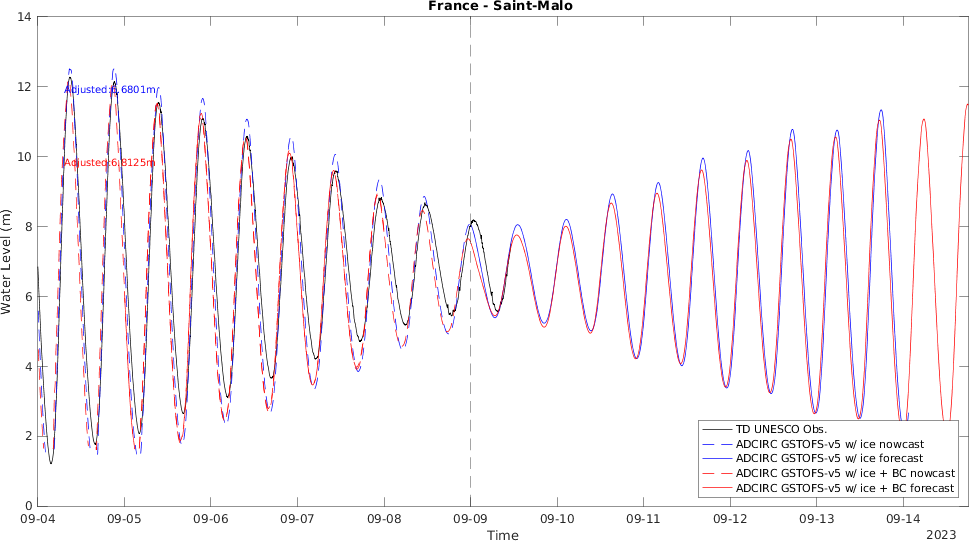 France - Saint-Malo
14
12
10
8
6
4
2
0
Water Level (m)
Adjusted:6.6801m
Adjusted:6.8125m
TD UNESCO Obs.
ADCIRC GSTOFS-v5 w/ ice nowcast
ADCIRC GSTOFS-v5 w/ ice forecast
ADCIRC GSTOFS-v5 w/ ice + BC nowcast
ADCIRC GSTOFS-v5 w/ ice + BC forecast
09-04 09-05 09-06 09-07 09-08 09-09 09-10 09-11 09-12 09-13 09-14
Time
2023